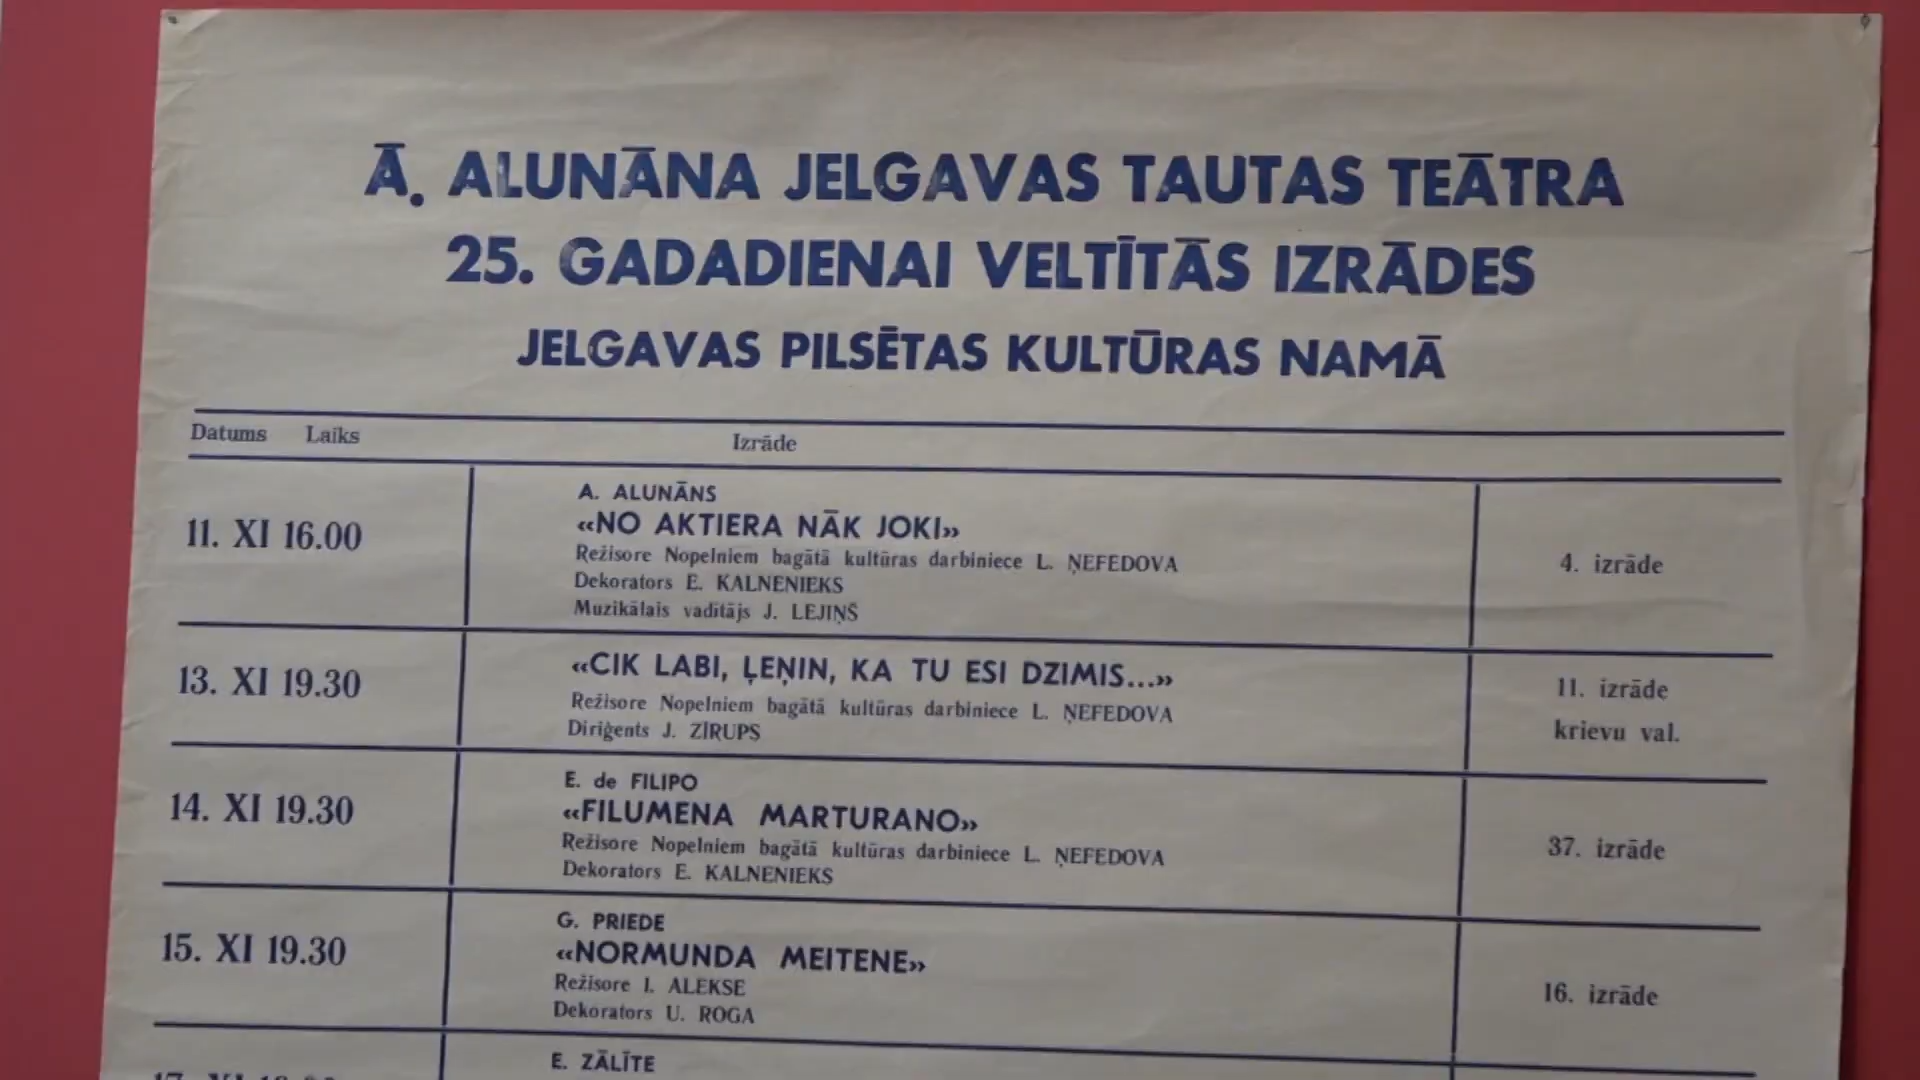 Ā. ALUNĀNA JELGAVAS TAUTAS TEĀTRA
25. GADADIENAI VELTĪTĀS IZRĀDES
JELGAVAS PILSĒTAS KULTŪRAS NAMĀ
Datums Laiks Izrāde
11. XI 16.00
A. ALUNĀNS
«NO AKTIERA NĀK JOKI»
Režisore Nopelniem bagātā kultūras darbiniece L. ŅEFEDOVA
Dekorators E. KALNENIEKS
Muzikālais vadītājs J. LEJIŅŠ
4. izrāde
13. XI 19.30
«CIK LABI, ĻEŅIN, KA TU ESI DZIMIS...»
Režisore Nopelniem bagātā kultūras darbiniece L. ŅEFEDOVA
Diriģents J. ZĪRUPS
11. izrāde
krievu val.
14. XI 19.30
E. de FILIPO
«FILUMENA MARTURANO»
Režisore Nopelniem bagātā kultūras darbiniece L. ŅEFEDOVA
Dekorators E. KALNENIEKS
37. izrāde
15. XI 19.30
G. PRIEDE
«NORMUNDA MEITENE»
Režisore I. ALEKSE
Dekorators U. ROGA
16. izrāde
E. ZĀLĪTE